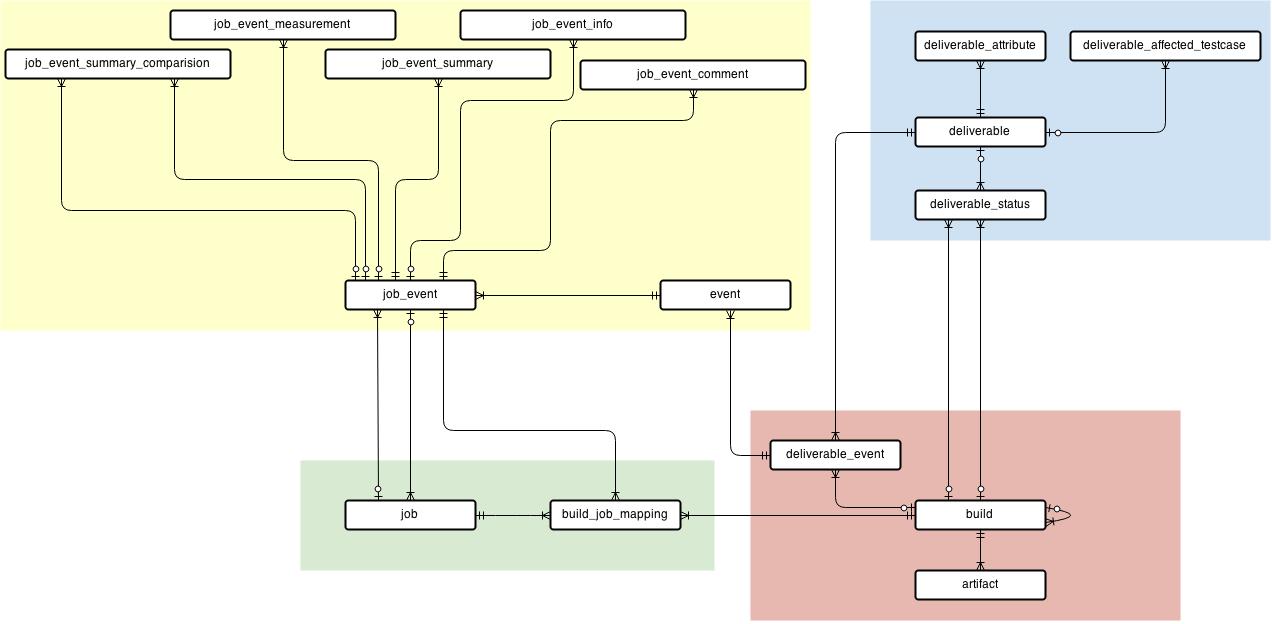 job_event_measurement
job_event_info
job_event_summary_comparision
job_event_summary
job_event_comment
deliverable_attribute
deliverable_affected_testcase
deliverable
deliverable_status
job_event
event
deliverable_event
job
build_job_mapping
build
artifact